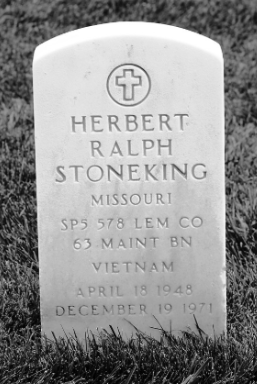 HERBERT
RALPH
STONEKING
MISSOURI
SP5 578 LEM CO
63 MAINT BN
VIETNAM
APRIL 18 1948
DECEMBER 19 1971